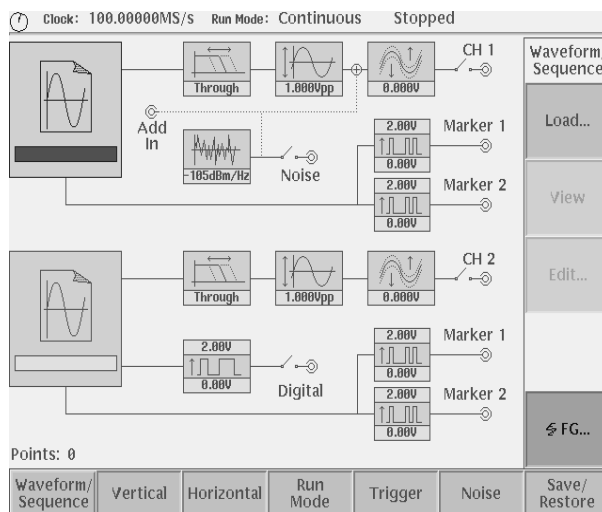 Clock: 100.00000MS/s Run Mode: Continuous Stopped
CH 1
Waveform/
Sequence
Through
1.000Vpp
0.000V
Load...
Add
In
2.00V
Marker 1
0.00V
-105dBm/Hz
Noise
2.00V
Marker 2
0.00V
View
CH 2
Edit...
Through
1.000Vpp
0.000V
2.00V
Marker 1
0.00V
2.00V
0.00V
Digital
2.00V
Marker 2
0.00V
FG...
Points: 0
Waveform/
Sequence
Vertical
Horizontal
Run
Mode
Trigger
Noise
Save/
Restore